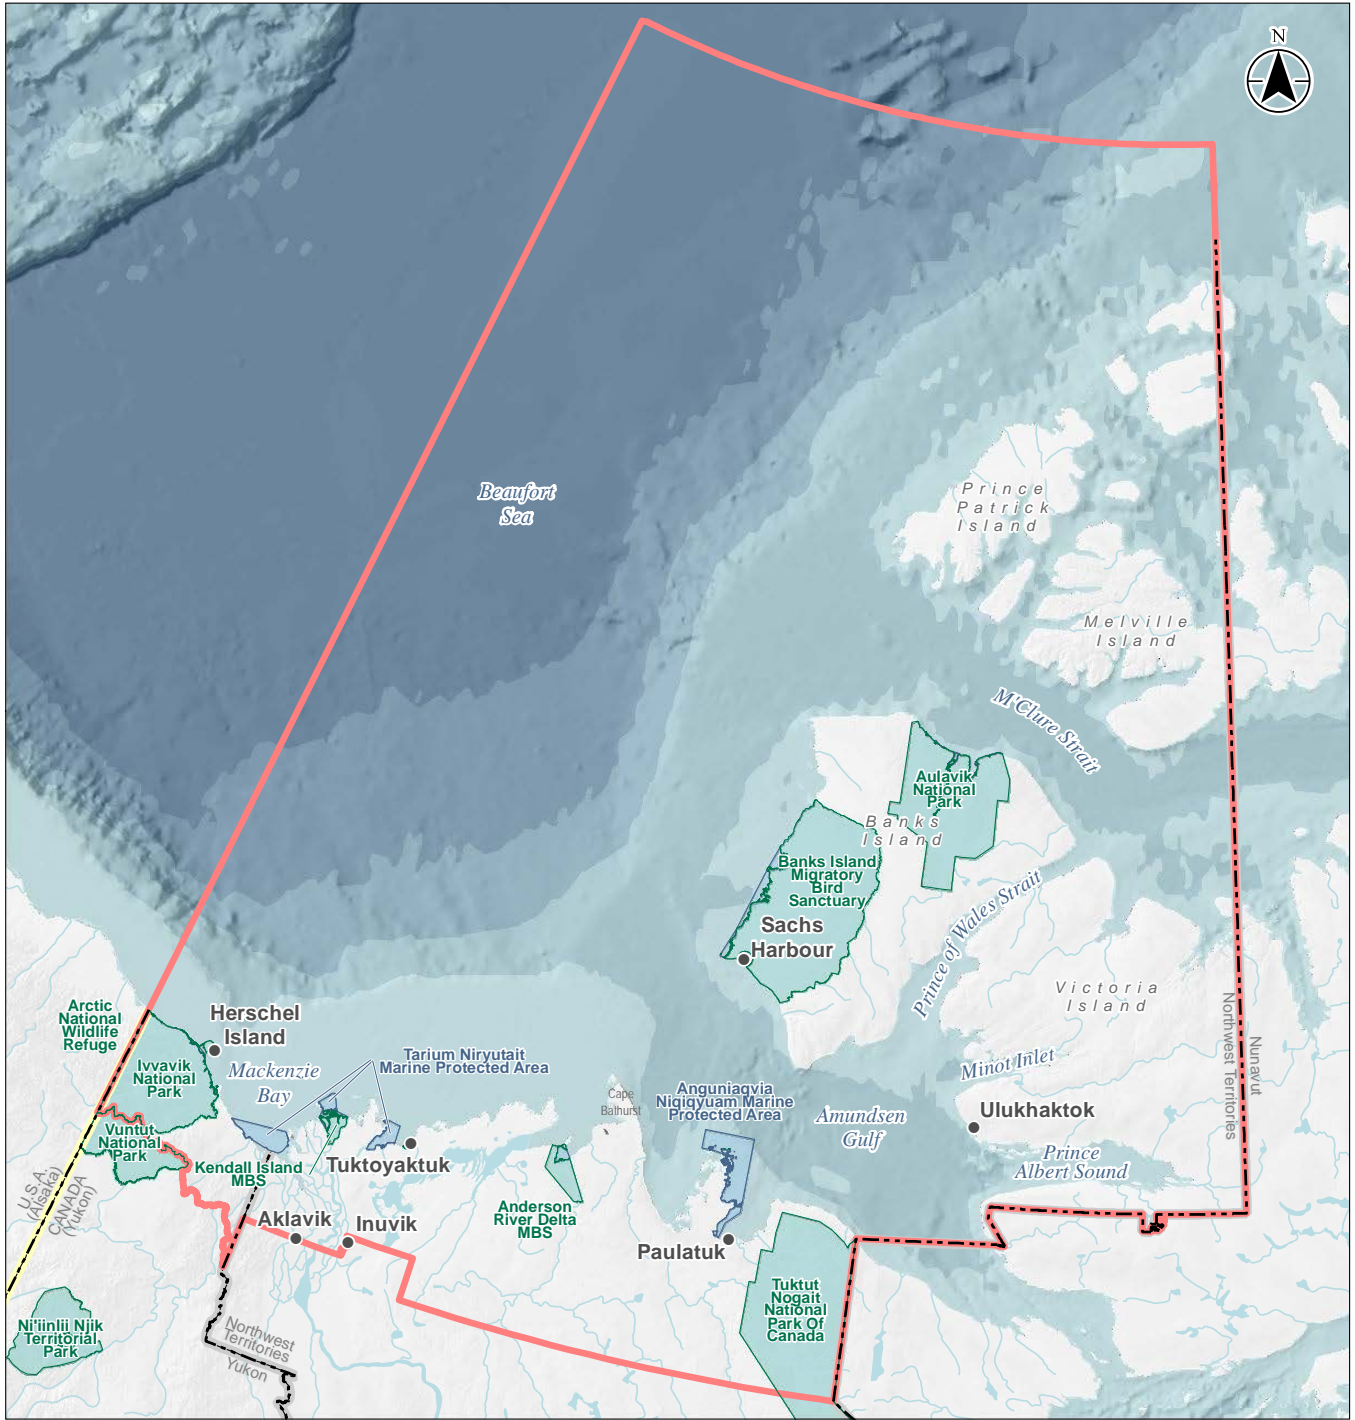 N
Beaufort
Sea
Prince
Patrick
Island
Melville
Island
M'Clure Strait
Aulavik
National
Park
Banks
Island
Banks Island
Migratory
Bird
Sanctuary
Sachs
Harbour
Prince of Wales Strait
Victoria
Island
Northwest Territories
Nunavut
Arctic
National
Wildlife
Refuge
Herschel
Island
Ivvavik
National
Park
Mackenzie
Bay
Tarium Niryutait
Marine Protected Area
Cape
Bathurst
Anguniaqvia
Niqiqyuam Marine
Protected Area
Amundsen
Gulf
Minot Inlet
Ulukhaktok
Prince
Albert Sound
Vuntut
National
Park
Kendall Island
MBS
Tuktoyaktuk
U.S.A.
(Alsaka)
CANADA
(Yukon)
Aklavik
Inuvik
Anderson
River Delta
MBS
Paulatuk
Tuktut
Nogait
National
Park Of
Canada
Ni'iinlii Njik
Territorial
Park
Northwest
Territories
Yukon